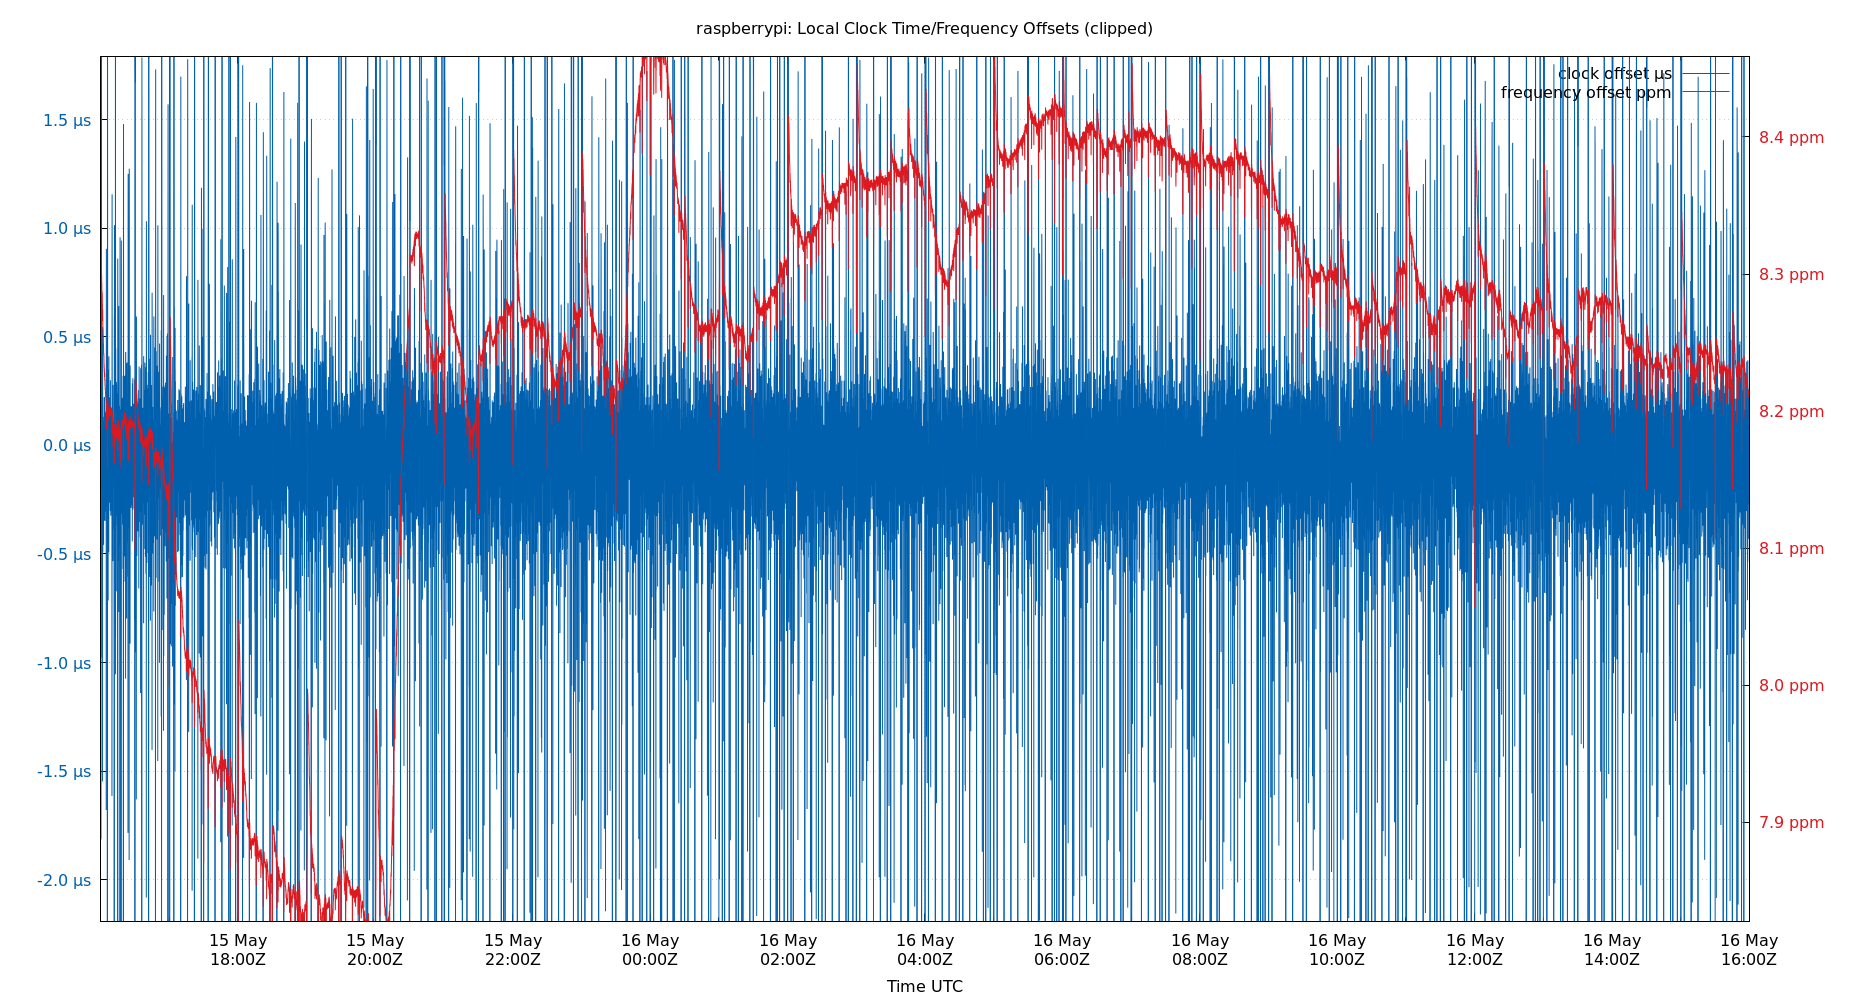 raspberrypi: Local Clock Time/Frequency Offsets (clipped)
clock offset µs
frequency offset ppm
1.5 µs
1.0 µs
0.5 µs
0.0 µs
-0.5 µs
-1.0 µs
-1.5 µs
-2.0 µs
8.4 ppm
8.3 ppm
8.2 ppm
8.1 ppm
8.0 ppm
7.9 ppm
15 May 15 May 15 May 16 May 16 May 16 May 16 May 16 May 16 May 16 May 16 May 16 May
18:00Z 20:00Z 22:00Z 00:00Z 02:00Z 04:00Z 06:00Z 08:00Z 10:00Z 12:00Z 14:00Z 16:00Z
Time UTC